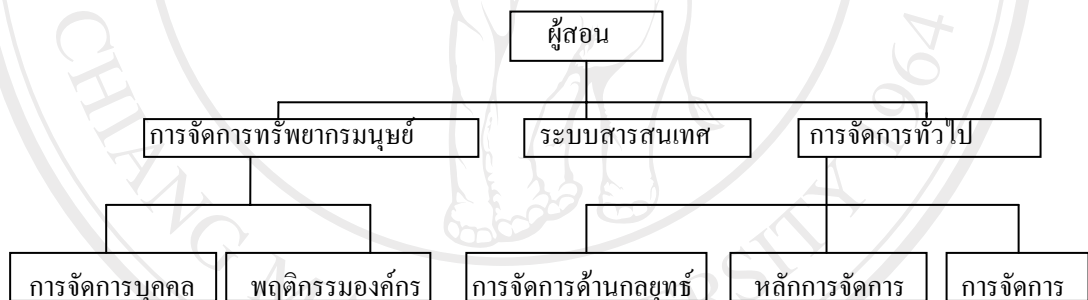 ผู้สอน
การจัดการทรัพยากรมนุษย์ ระบบสารสนเทศ การจัดการทั่วไป
การจัดการบุคคล พฤติกรรมองค์กร การจัดการด้านกลยุทธ์ หลักการจัดการ การจัดการ
CHIANG M RSITY 1964